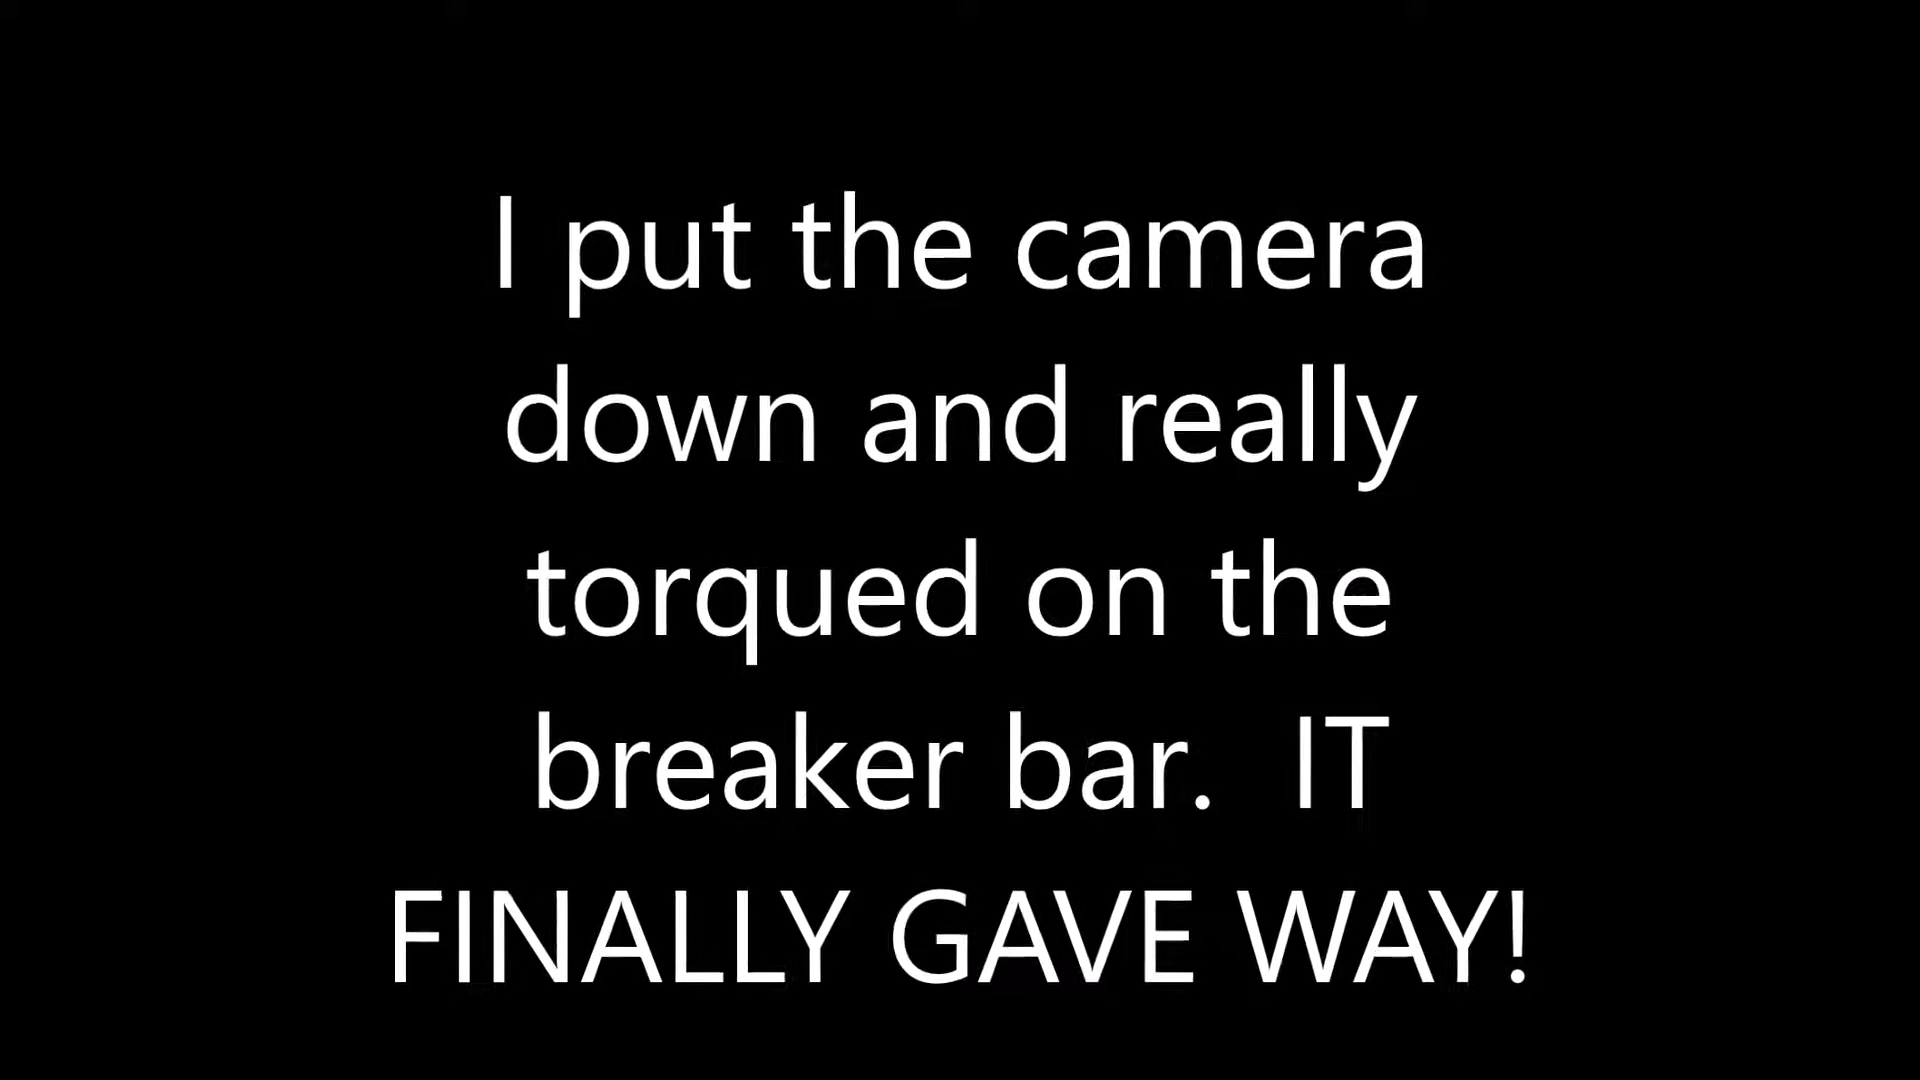 I put the camera
down and really
torqued on the
breaker bar.  IT
FINALLY GAVE WAY!